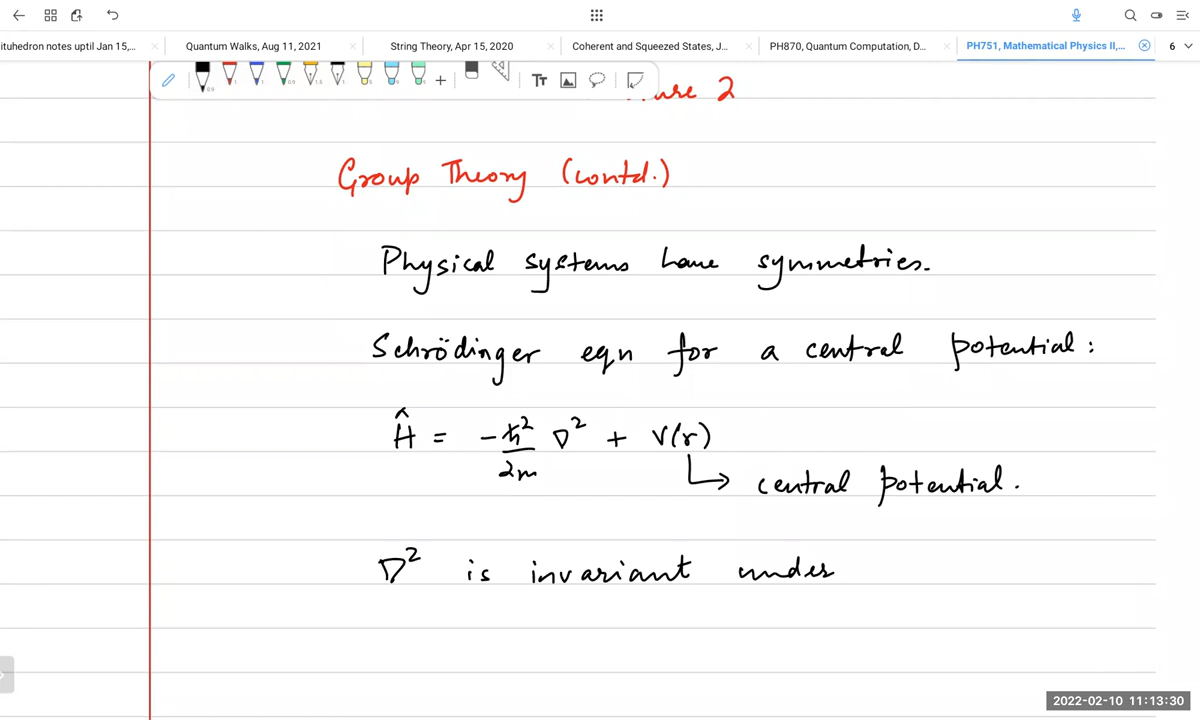 ituhedron notes uptil Jan 15,...
Quantum Walks, Aug 11, 2021
String Theory, Apr 15, 2020
Coherent and Squeezed States, J...
PH870, Quantum Computation, D...
PH751, Mathematical Physics II,...
6
TT
ure 2
Group Theory (contd.)
Physical systems have symmetries.
Schrödinger eqn for a central potential:
Ĥ = -ħ²/2m ∇² + V(r)
↳ central potential.
∇² is invariant under
2022-02-10 11:13:30